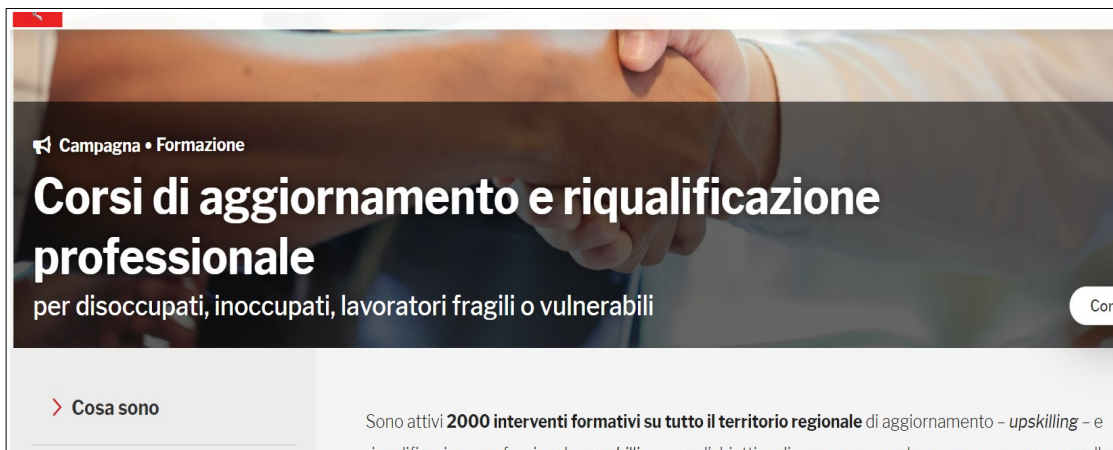 Campagna • Formazione
Corsi di aggiornamento e riqualificazione
professionale
per disoccupati, inoccupati, lavoratori fragili o vulnerabili
Cosa sono
Sono attivi 2000 interventi formativi su tutto il territorio regionale di aggiornamento – upskilling – e